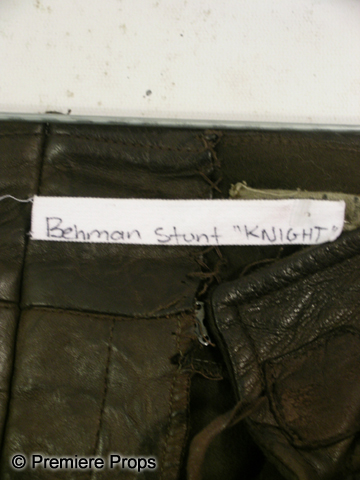 Behman Stunt "KNIGHT"
© Premiere Props